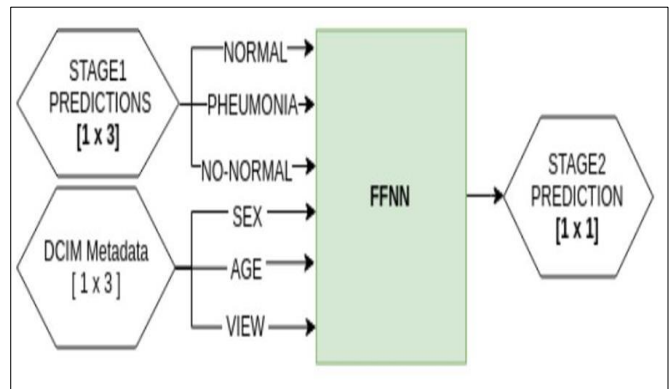 STAGE1
PREDICTIONS
[1 x 3]
NORMAL
PHEUMONIA
NO-NORMAL
DCIM Metadata
[ 1 x 3 ]
SEX
AGE
VIEW
FFNN
STAGE2
PREDICTION
[1 x 1]